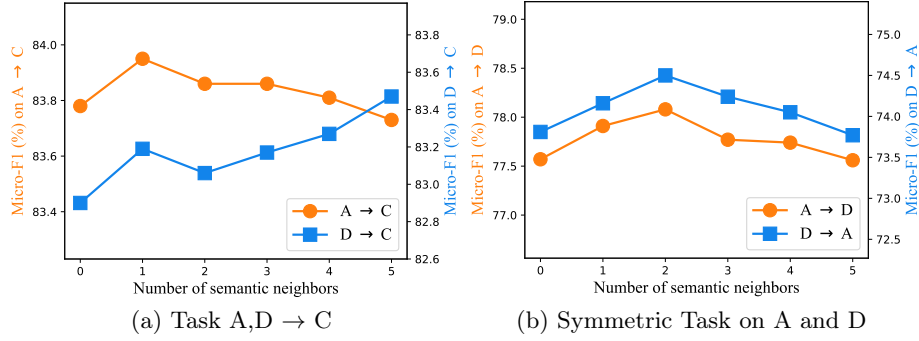 Micro-F1 (%) on A → C
84.0
83.8
83.6
83.4
83.8
83.6
83.4
83.2
83.0
82.8
82.6
Micro-F1 (%) on D → C
A → C
D → C
0 1 2 3 4 5
Number of semantic neighbors
(a) Task A,D → C
Micro-F1 (%) on A → D
79.0
78.5
78.0
77.5
77.0
75.0
74.5
74.0
73.5
73.0
72.5
Micro-F1 (%) on D → A
A → D
D → A
0 1 2 3 4 5
Number of semantic neighbors
(b) Symmetric Task on A and D